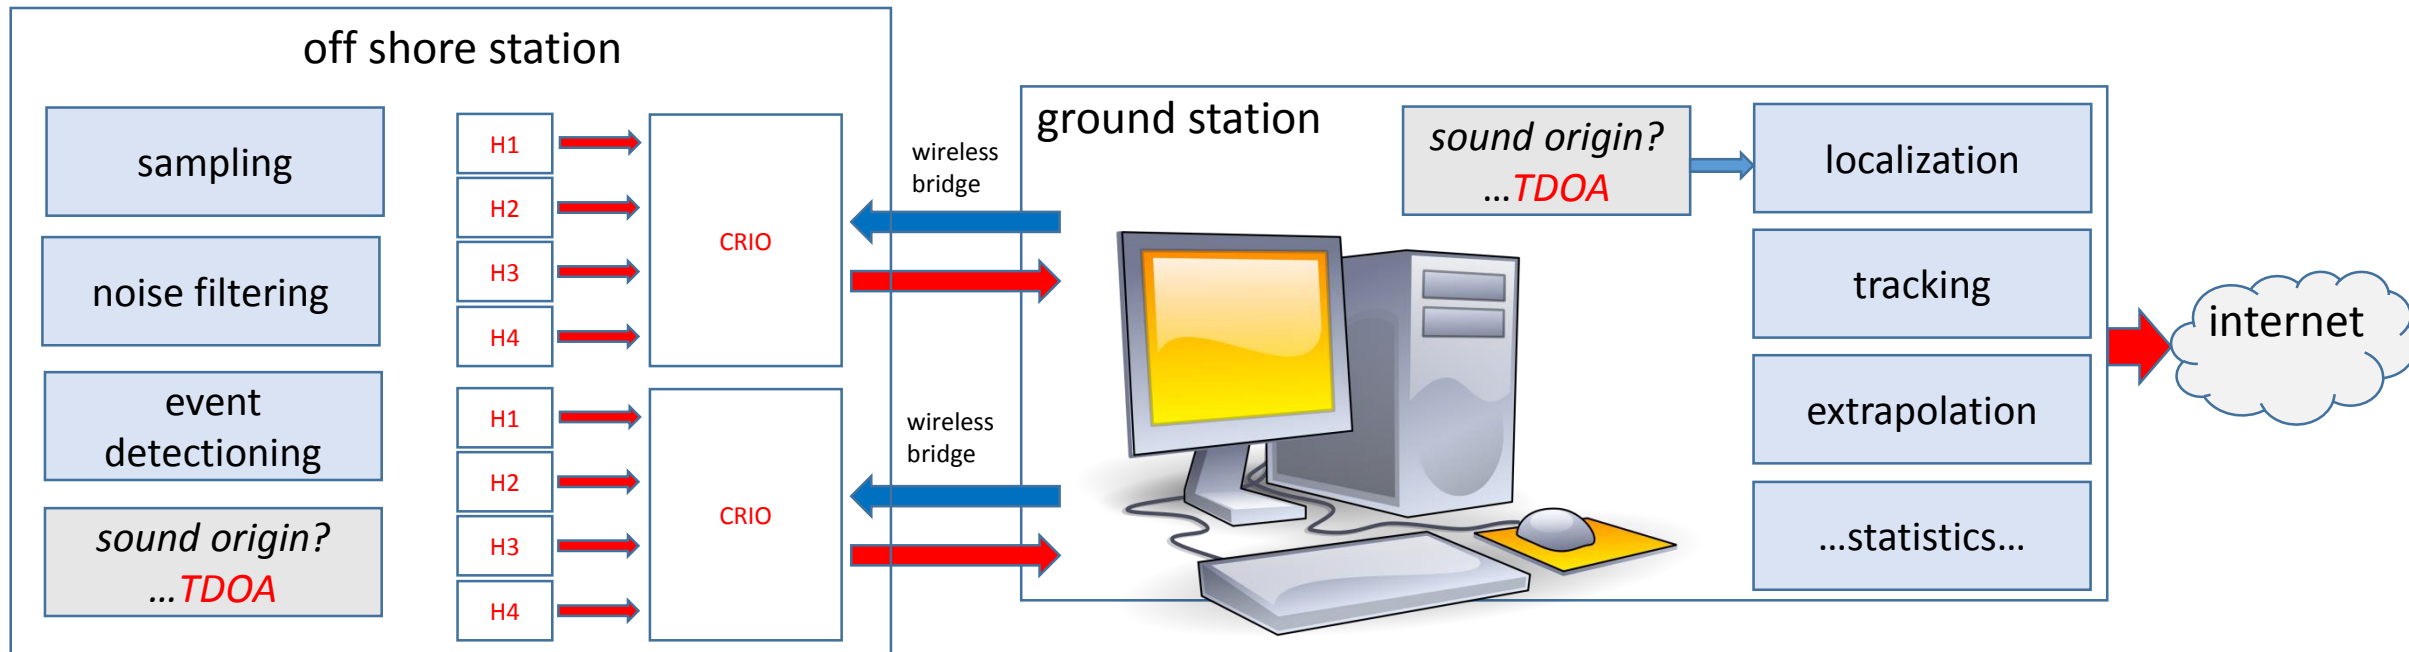 off shore station
sampling
noise filtering
event
detectioning
sound origin?
...TDOA
H1
H2
H3
H4
CRIO
H1
H2
H3
H4
CRIO
wireless
bridge
wireless
bridge
ground station
sound origin?
...TDOA
localization
tracking
extrapolation
...statistics...
internet